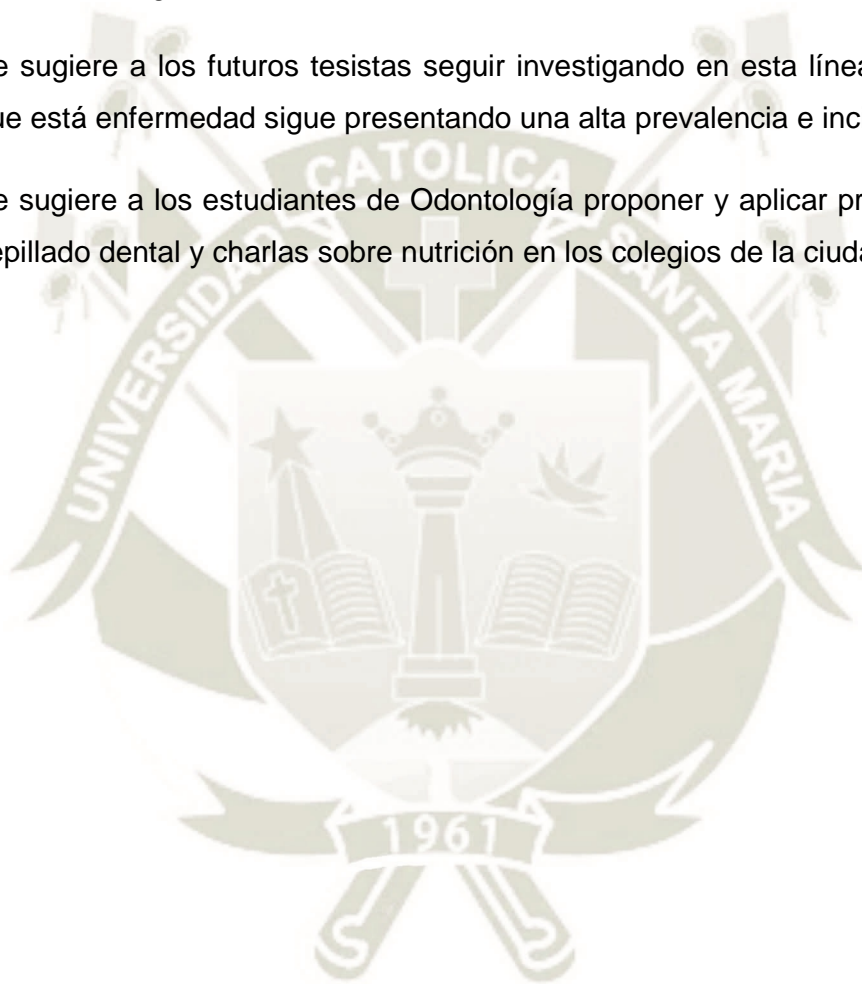 e sugiere a los futuros tesistas seguir investigando en esta línea
ue está enfermedad sigue presentando una alta prevalencia e inc
e sugiere a los estudiantes de Odontología proponer y aplicar pr
epillado dental y charlas sobre nutrición en los colegios de la ciuda
UNIVERSIDAD CATOLICA SANTA MARIA
1961